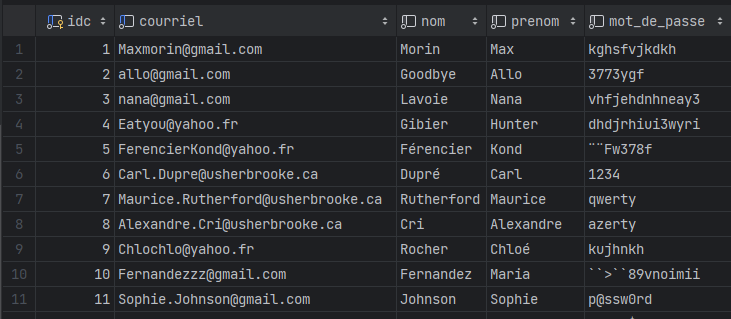 idc courriel nom prenom mot_de_passe
1 1 Maxmorin@gmail.com Morin Max kghsfvjkdkh
2 2 allo@gmail.com Goodbye Allo 3773ygf
3 3 nana@gmail.com Lavoie Nana vhfjehdnhneay3
4 4 Eatyou@yahoo.fr Gibier Hunter dhdjrhiui3wyri
5 5 FerencierKond@yahoo.fr Férencier Kond ¨¨Fw378f
6 6 Carl.Dupre@usherbrooke.ca Dupré Carl 1234
7 7 Maurice.Rutherford@usherbrooke.ca Rutherford Maurice qwerty
8 8 Alexandre.Cri@usherbrooke.ca Cri Alexandre azerty
9 9 Chlochlo@yahoo.fr Rocher Chloé kujhnkh
10 10 Fernandezzz@gmail.com Fernandez Maria ``>``89vnoimii
11 11 Sophie.Johnson@gmail.com Johnson Sophie p@ssw0rd